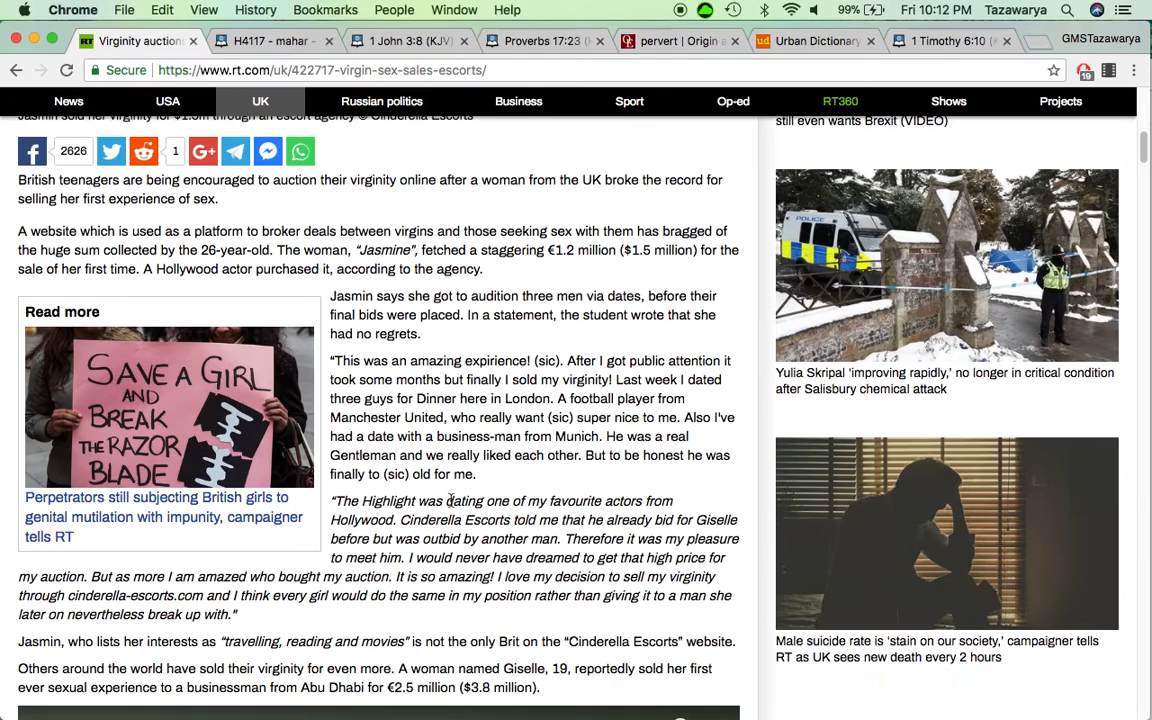 Chrome File Edit View History Bookmarks People Window Help 99% Fri 10:12 PM Tazawarya
RT Virginity auction: H4117 - mahar - 1 John 3:8 (KJV) Proverbs 17:23 ( pervert | Origin a Urban Dictionary 1 Timothy 6:10 ( GMSTazawarya
Secure https://www.rt.com/uk/422717-virgin-sex-sales-escorts/ 19
News USA UK Russian politics Business Sport Op-ed RT360 Shows Projects
Jasmin sold her virginity for $1.5m through an escort agency © Cinderella Escorts
2626 1
British teenagers are being encouraged to auction their virginity online after a woman from the UK broke the record for
selling her first experience of sex.
A website which is used as a platform to broker deals between virgins and those seeking sex with them has bragged of
the huge sum collected by the 26-year-old. The woman, “Jasmine”, fetched a staggering €1.2 million ($1.5 million) for the
sale of her first time. A Hollywood actor purchased it, according to the agency.
Read more
SAVE A GIRL
AND
BREAK
THE RAZOR
BLADE
Perpetrators still subjecting British girls to
genital mutilation with impunity, campaigner
tells RT
Jasmin says she got to audition three men via dates, before their
final bids were placed. In a statement, the student wrote that she
had no regrets.
“This was an amazing expirience! (sic). After I got public attention it
took some months but finally I sold my virginity! Last week I dated
three guys for Dinner here in London. A football player from
Manchester United, who really want (sic) super nice to me. Also I've
had a date with a business-man from Munich. He was a real
Gentleman and we really liked each other. But to be honest he was
finally to (sic) old for me.
“The Highlight was dating one of my favourite actors from
Hollywood. Cinderella Escorts told me that he already bid for Giselle
before but was outbid by another man. Therefore it was my pleasure
to meet him. I would never have dreamed to get that high price for
my auction. But as more I am amazed who bought my auction. It is so amazing! I love my decision to sell my virginity
through cinderella-escorts.com and I think every girl would do the same in my position rather than giving it to a man she
later on nevertheless break up with."
Jasmin, who lists her interests as “travelling, reading and movies” is not the only Brit on the “Cinderella Escorts” website.
Others around the world have sold their virginity for even more. A woman named Giselle, 19, reportedly sold her first
ever sexual experience to a businessman from Abu Dhabi for €2.5 million ($3.8 million).
still even wants Brexit (VIDEO)
POLICE
Yulia Skripal ‘improving rapidly,’ no longer in critical condition
after Salisbury chemical attack
Male suicide rate is ‘stain on our society,’ campaigner tells
RT as UK sees new death every 2 hours